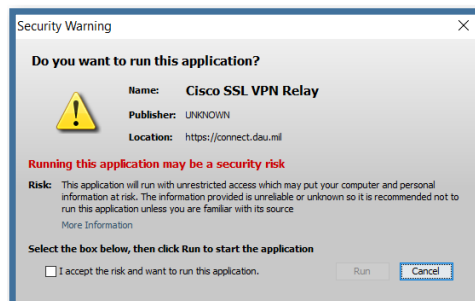 Security Warning
Do you want to run this application?
Name: Cisco SSL VPN Relay
Publisher: UNKNOWN
Location: https://connect.dau.mil
Running this application may be a security risk
Risk: This application will run with unrestricted access which may put your computer and personal
information at risk. The information provided is unreliable or unknown so it is recommended not to
run this application unless you are familiar with its source
More Information
Select the box below, then click Run to start the application
I accept the risk and want to run this application.
Run Cancel